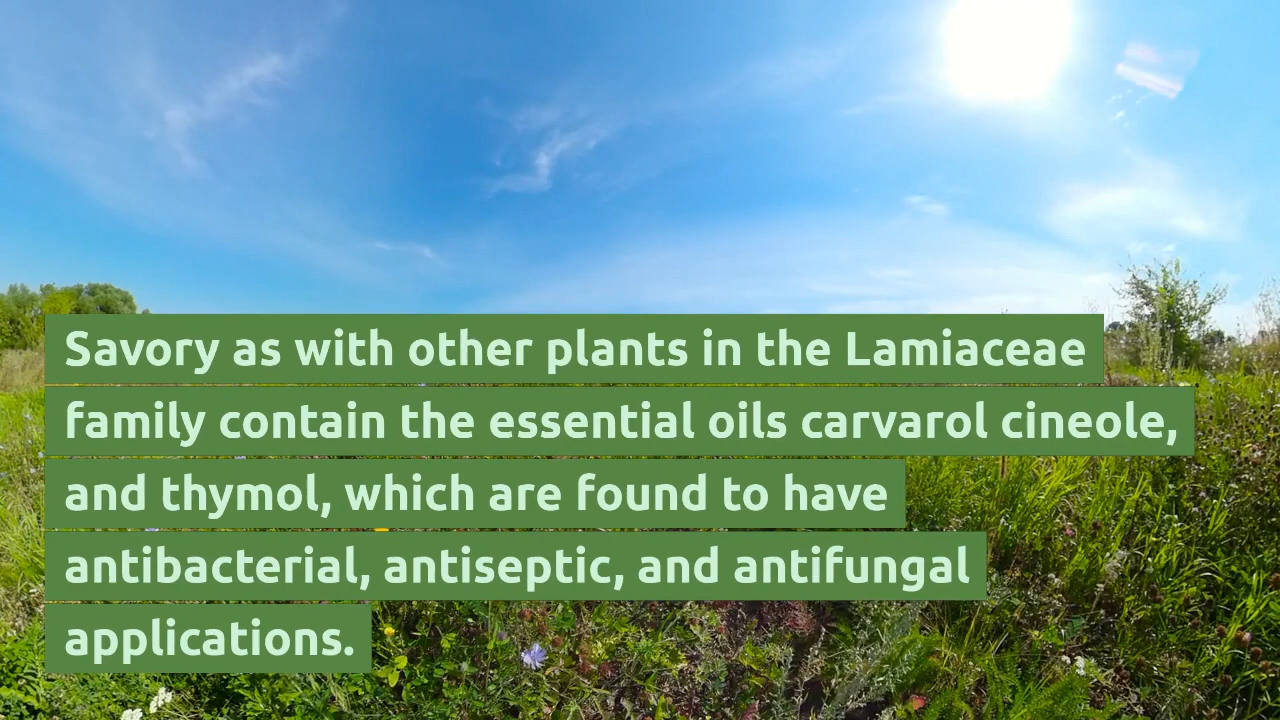 Savory as with other plants in the Lamiaceae
family contain the essential oils carvarol cineole,
and thymol, which are found to have
antibacterial, antiseptic, and antifungal
applications.